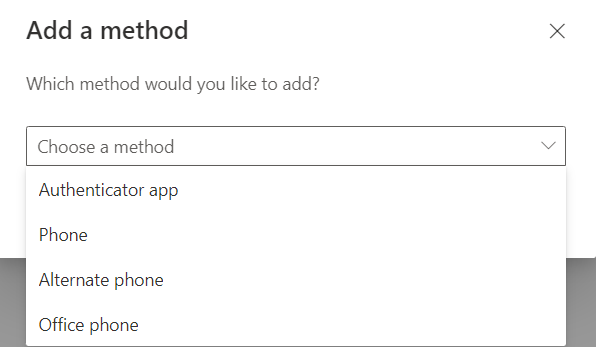 Add a method
Which method would you like to add?
Choose a method
Authenticator app
Phone
Alternate phone
Office phone